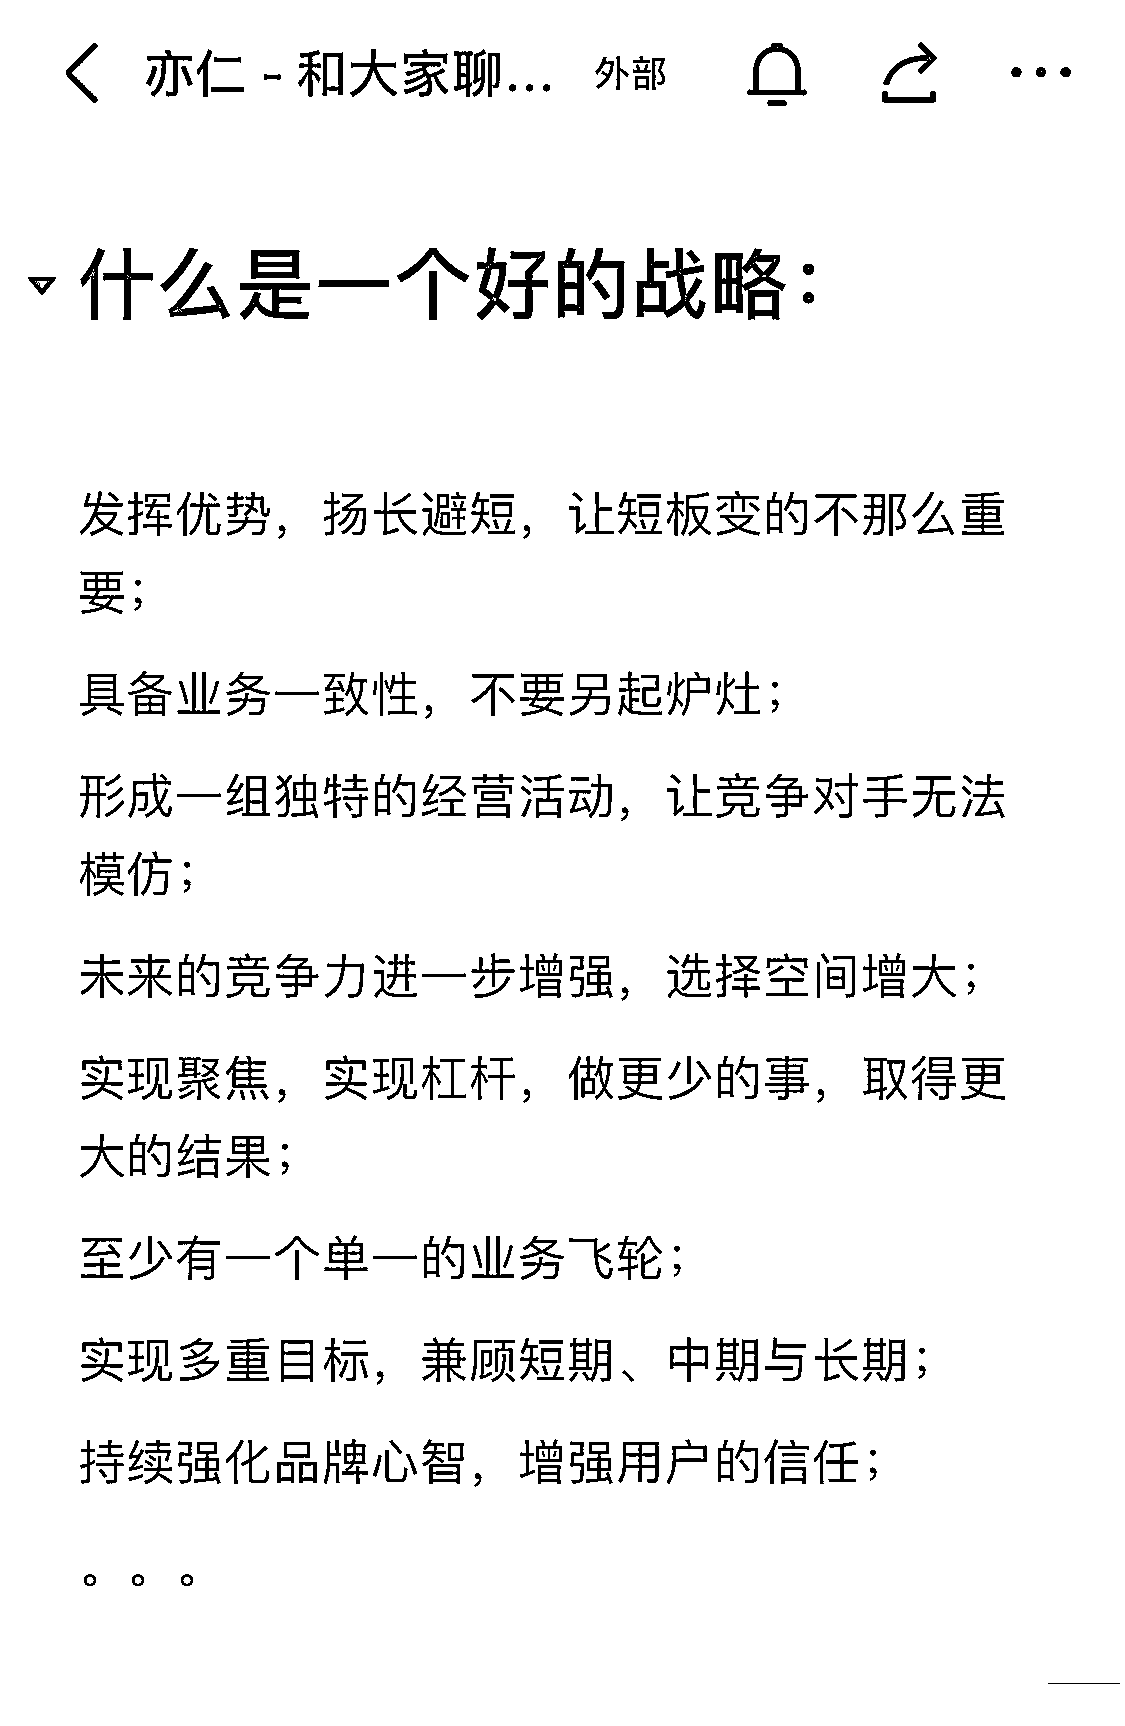 亦仁 - 和大家聊... 外部
什么是一个好的战略：
发挥优势，扬长避短，让短板变的不那么重
要；
具备业务一致性，不要另起炉灶；
形成一组独特的经营活动，让竞争对手无法
模仿；
未来的竞争力进一步增强，选择空间增大；
实现聚焦，实现杠杆，做更少的事，取得更
大的结果；
至少有一个单一的业务飞轮；
实现多重目标，兼顾短期、中期与长期；
持续强化品牌心智，增强用户的信任；
。。。